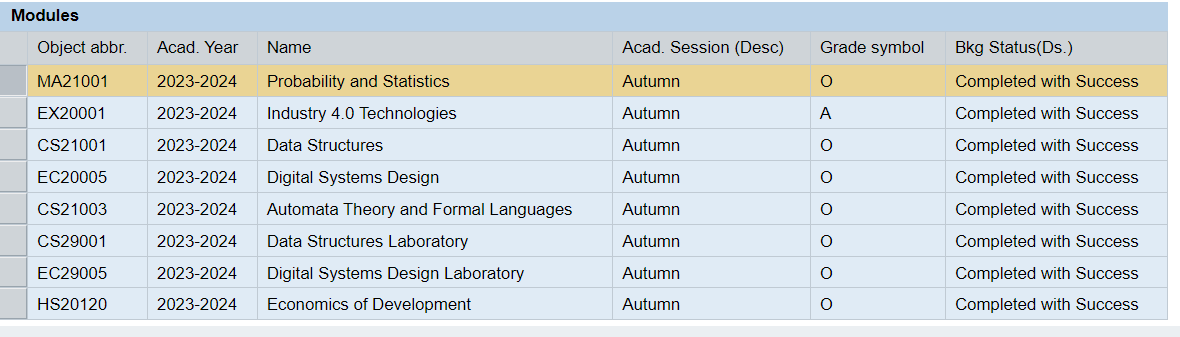 Modules
Object abbr. Acad. Year Name Acad. Session (Desc) Grade symbol Bkg Status(Ds.)
MA21001 2023-2024 Probability and Statistics Autumn O Completed with Success
EX20001 2023-2024 Industry 4.0 Technologies Autumn A Completed with Success
CS21001 2023-2024 Data Structures Autumn O Completed with Success
EC20005 2023-2024 Digital Systems Design Autumn O Completed with Success
CS21003 2023-2024 Automata Theory and Formal Languages Autumn O Completed with Success
CS29001 2023-2024 Data Structures Laboratory Autumn O Completed with Success
EC29005 2023-2024 Digital Systems Design Laboratory Autumn O Completed with Success
HS20120 2023-2024 Economics of Development Autumn O Completed with Success